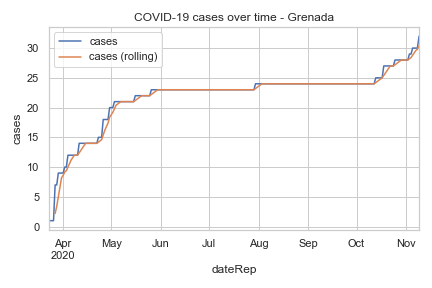 COVID-19 cases over time - Grenada
cases
cases (rolling)
30
25
20
15
10
5
0
cases
Apr May Jun Jul Aug Sep Oct Nov
2020
dateRep